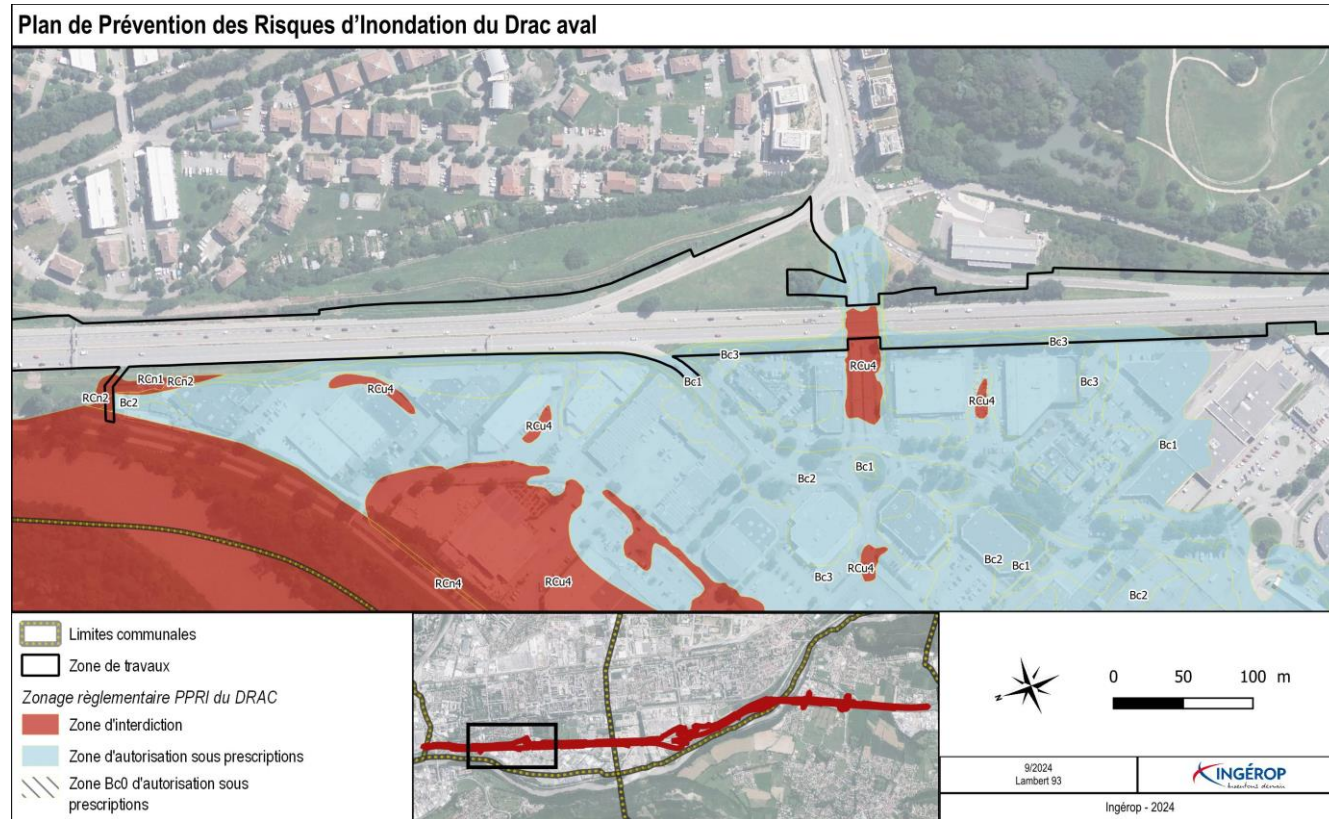 Plan de Prévention des Risques d'Inondation du Drac aval
Bc3
Bc3
RCn1
RCn2
RCn2
Bc2
RCu4
Bc1
RCu4
Bc3
RCu4
RCu4
Bc1
Bc2
Bc1
RCn4
RCu4
Bc3
RCu4
Bc2
Bc1
Bc2
Limites communales
Zone de travaux
Zonage règlementaire PPRI du DRAC
Zone d'interdiction
Zone d'autorisation sous prescriptions
Zone Bc0 d'autorisation sous
prescriptions
N
0 50 100 m
9/2024
Lambert 93
INGÉROP
Inventons demain
Ingérop - 2024